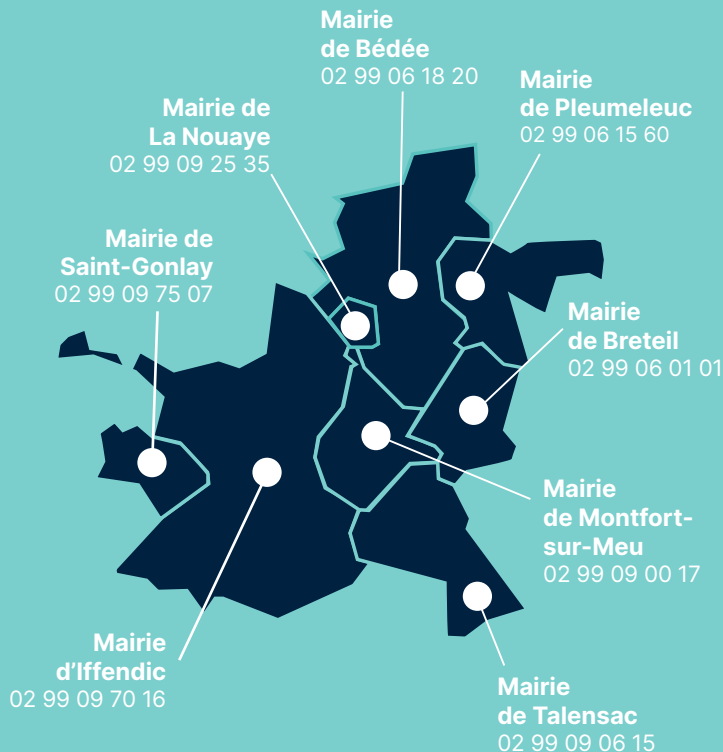 Mairie
de Bédée
02 99 06 18 20
Mairie
de Pleumeleuc
02 99 06 15 60
Mairie de
La Nouaye
02 99 09 25 35
Mairie de
Saint-Gonlay
02 99 09 75 07
Mairie
de Breteil
02 99 06 01 01
Mairie
de Montfort-
sur-Meu
02 99 09 00 17
Mairie
d'Iffendic
02 99 09 70 16
Mairie
de Talensac
02 99 09 06 15